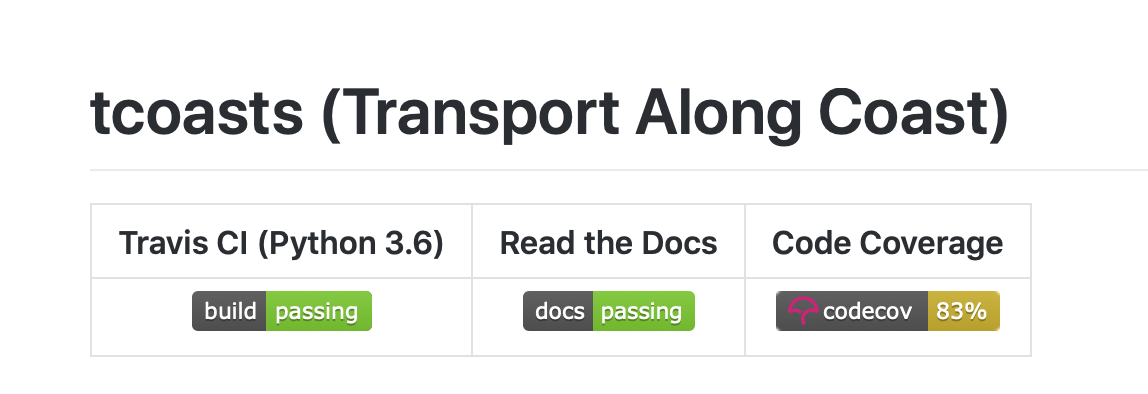 tcoasts (Transport Along Coast)
Travis CI (Python 3.6) Read the Docs Code Coverage
build passing docs passing codecov 83%